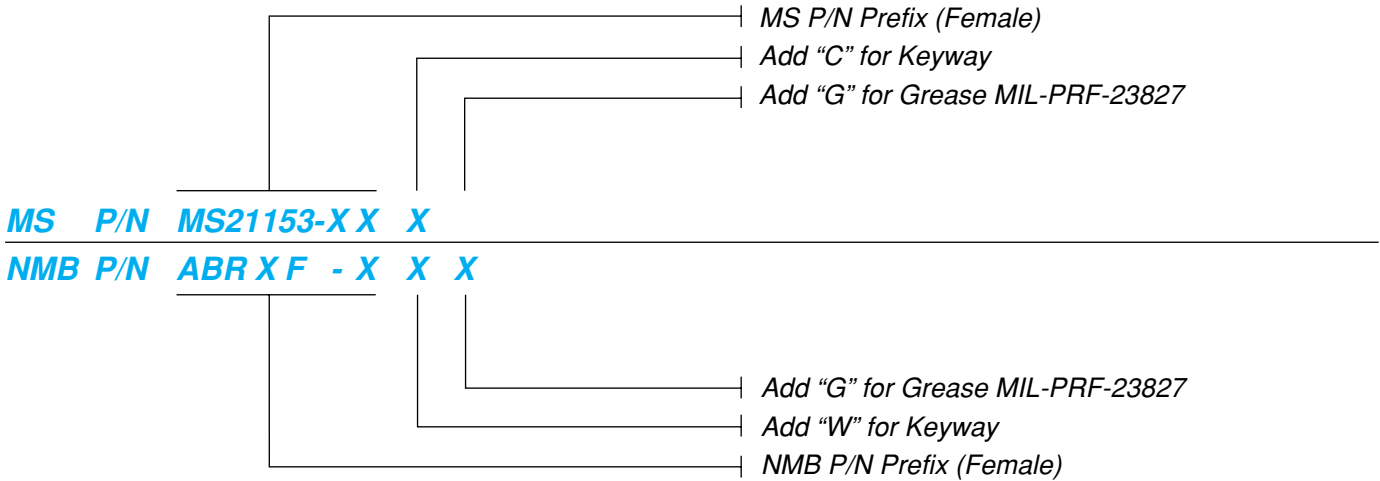 MS P/N Prefix (Female)
Add “C” for Keyway
Add “G” for Grease MIL-PRF-23827
MS P/N MS21153-X X X
NMB P/N ABR X F - X X X
Add “G” for Grease MIL-PRF-23827
Add “W” for Keyway
NMB P/N Prefix (Female)